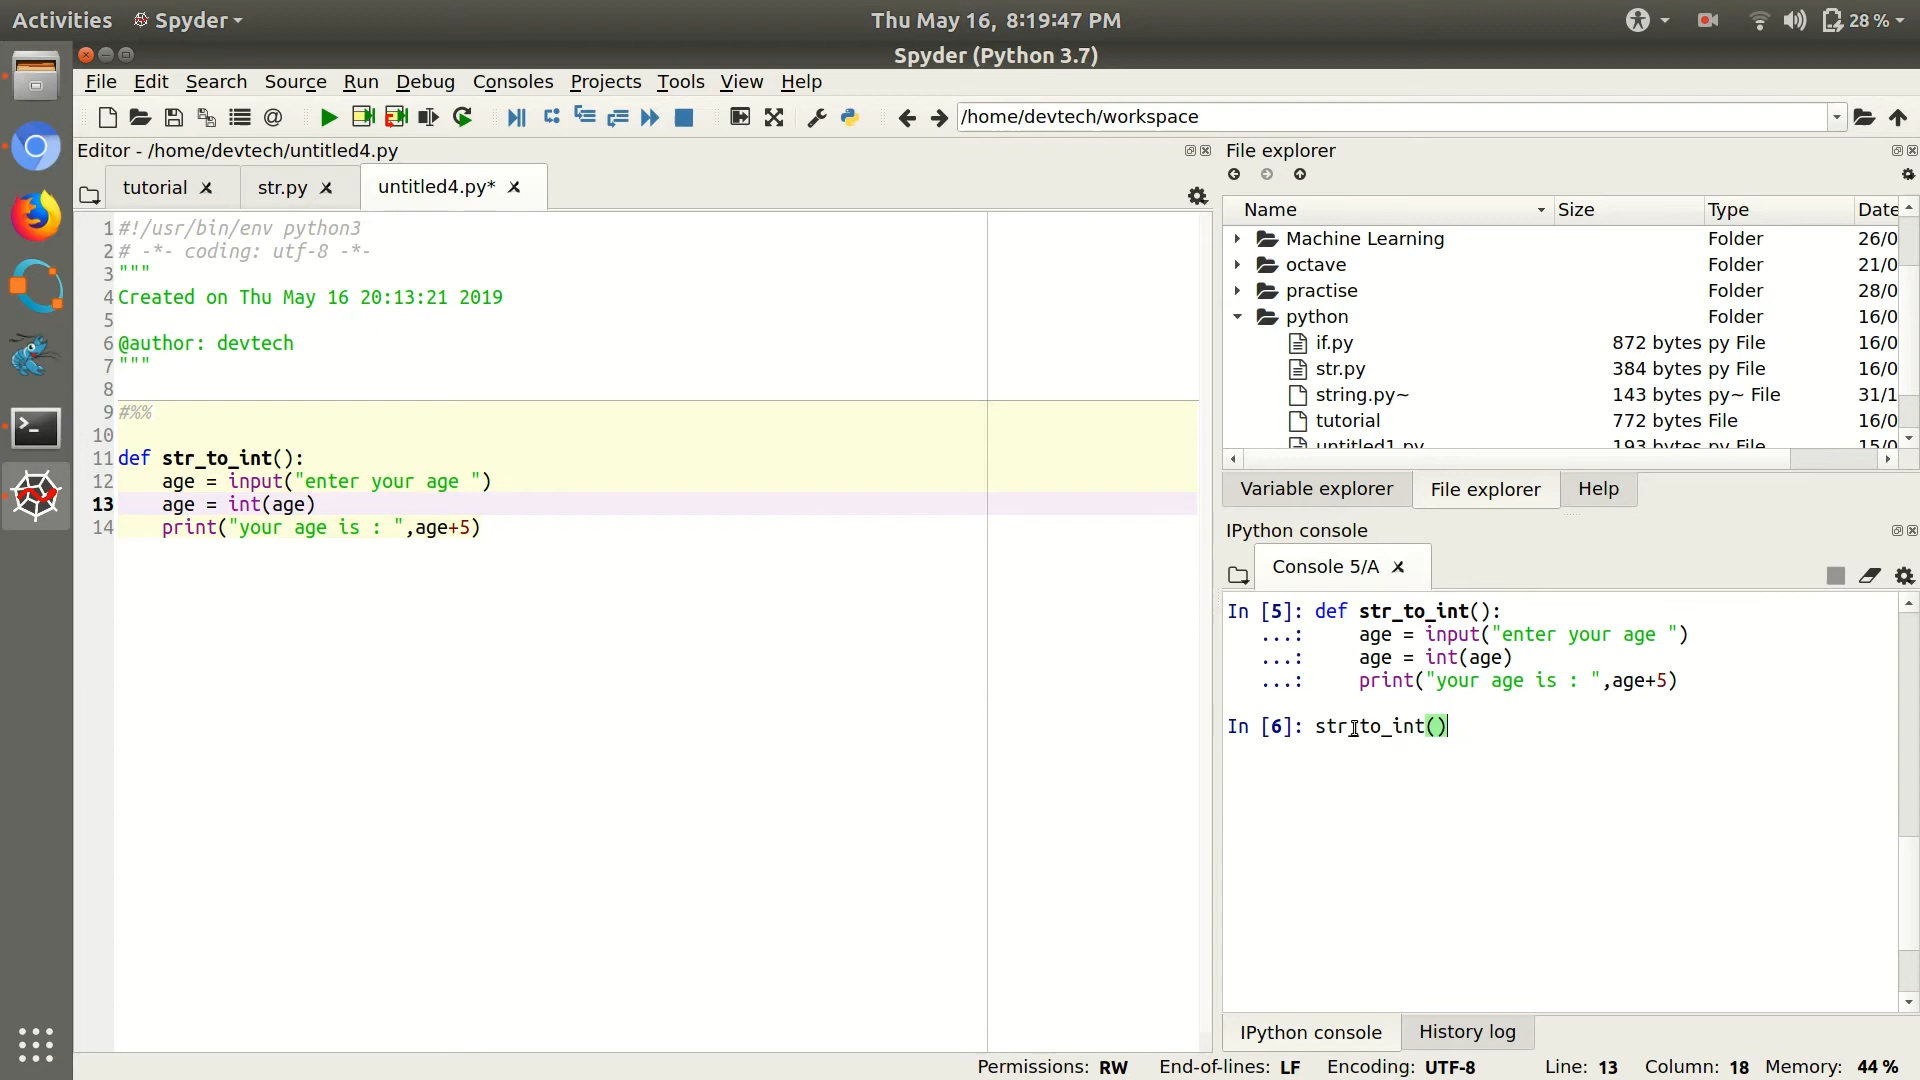 Activities Spyder Thu May 16, 8:19:47 PM 28 %
Spyder (Python 3.7)
File Edit Search Source Run Debug Consoles Projects Tools View Help
/home/devtech/workspace
Editor - /home/devtech/untitled4.py
tutorial str.py untitled4.py*
1 #!/usr/bin/env python3
2 # -*- coding: utf-8 -*-
3 """
4 Created on Thu May 16 20:13:21 2019
5
6 @author: devtech
7 """
8
9 #%%
10
11 def str_to_int():
12     age = input("enter your age ")
13     age = int(age)
14     print("your age is : ",age+5)
File explorer
Name Size Type Date
Machine Learning Folder 26/0
octave Folder 21/0
practise Folder 28/0
python Folder 16/0
if.py 872 bytes py File 16/0
str.py 384 bytes py File 16/0
string.py~ 143 bytes py~ File 31/1
tutorial 772 bytes File 16/0
untitled1.py 193 bytes py File 15/0
Variable explorer File explorer Help
IPython console
Console 5/A
In [5]: def str_to_int():
   ...:     age = input("enter your age ")
   ...:     age = int(age)
   ...:     print("your age is : ",age+5)
In [6]: str_to_int()
IPython console History log
Permissions: RW End-of-lines: LF Encoding: UTF-8 Line: 13 Column: 18 Memory: 44 %